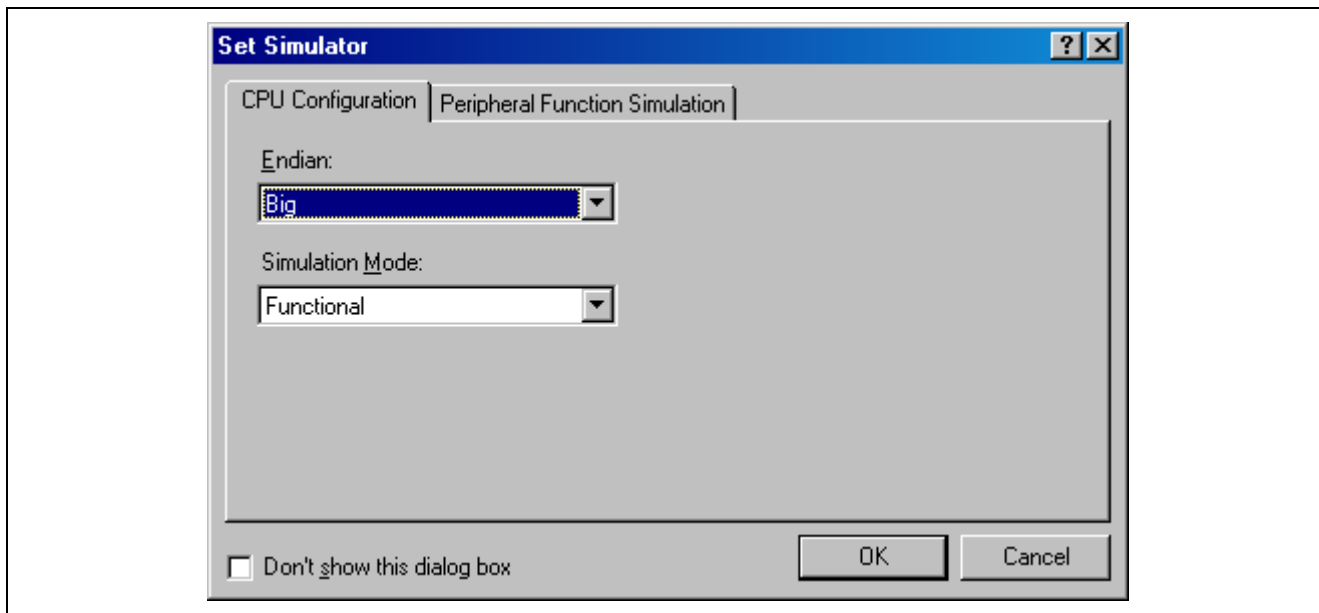 Set Simulator
CPU Configuration Peripheral Function Simulation
Endian:
Big
Simulation Mode:
Functional
Don't show this dialog box OK Cancel